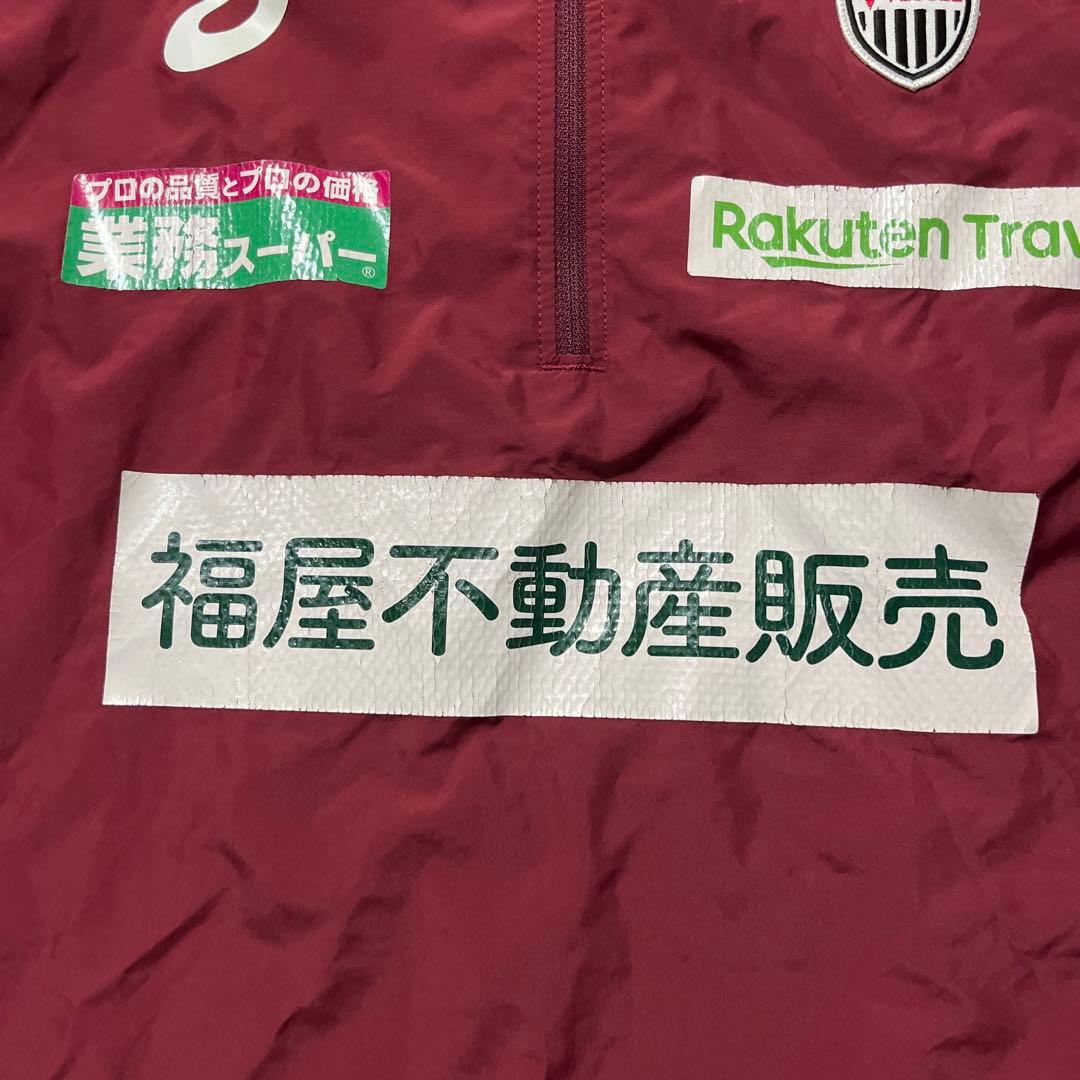 プロの品質とプロの価格
業務スーパー®
Rakuten Trav
福屋不動産販売